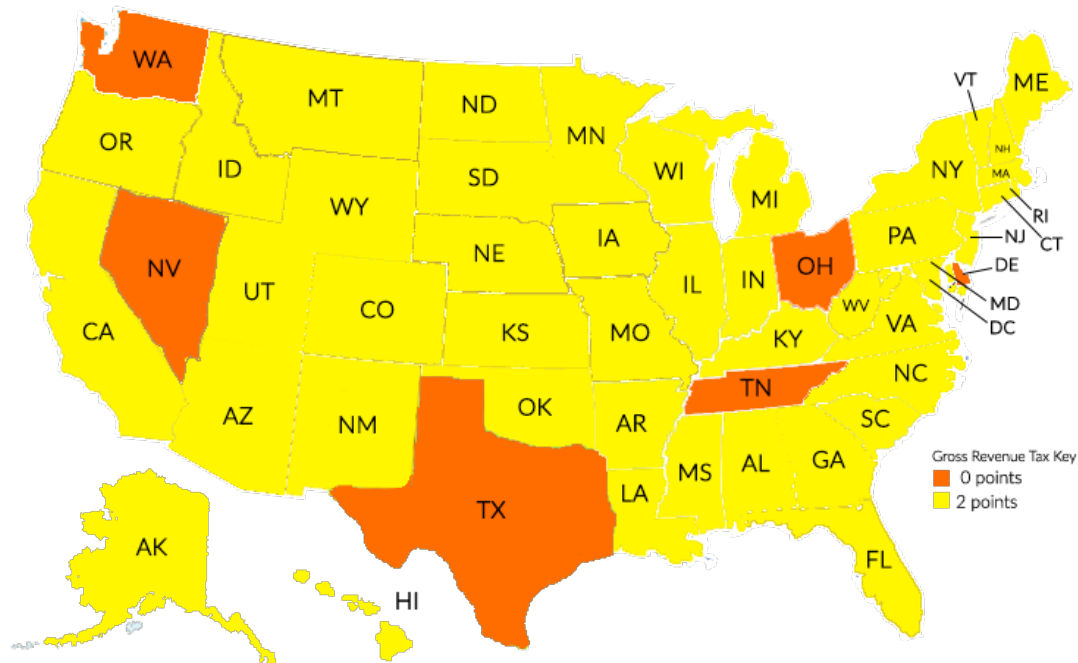 WA
MT
ND
MN
VT
ME
OR
ID
SD
WI
MI
NY
NH
MA
WY
RI
IA
PA
NJ
CT
NE
NV
UT
IL
IN
OH
DE
CO
WV
MD
DC
CA
KS
MO
KY
VA
TN
NC
AZ
NM
OK
AR
SC
MS
AL
GA
Gross Revenue Tax Key
0 points
2 points
LA
TX
AK
FL
HI